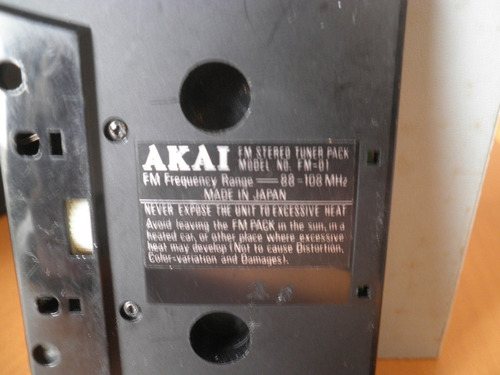 AKAI FM STEREO TUNER PACK
MODEL NO. FM-01
FM Frequency Range — 88-108 MHz
MADE IN JAPAN
NEVER EXPOSE THE UNIT TO EXCESSIVE HEAT
Avoid leaving the FM PACK in the sun, in a
heated car, or other place where excessive
heat may develop (Not to cause Distortion,
Color-variation and Damages).